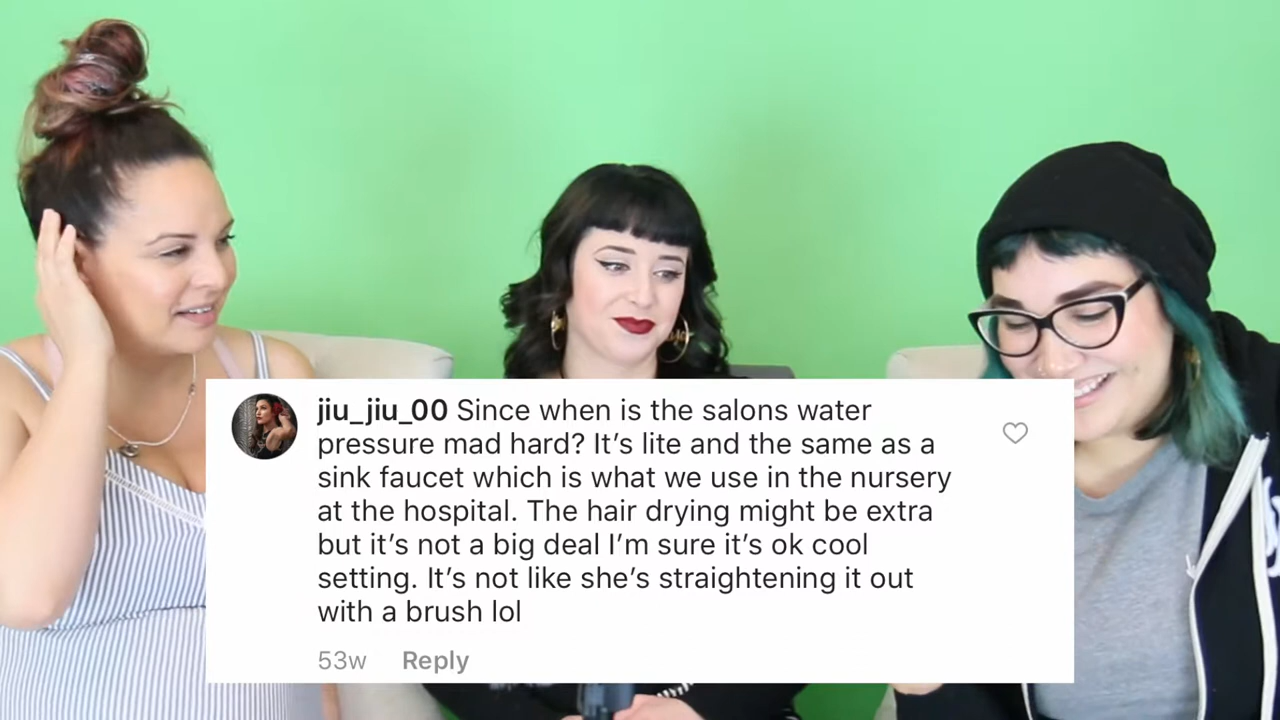 jiu_jiu_00 Since when is the salons water
pressure mad hard? It’s lite and the same as a
sink faucet which is what we use in the nursery
at the hospital. The hair drying might be extra
but it’s not a big deal I’m sure it’s ok cool
setting. It’s not like she’s straightening it out
with a brush lol
53w Reply